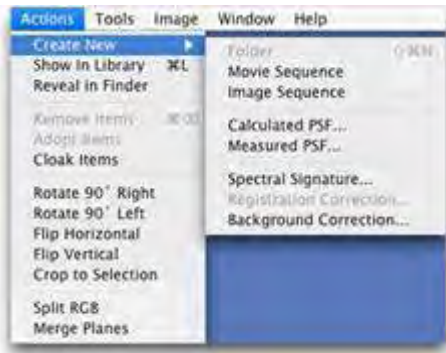 Actions Tools Image Window Help
Create New
Show In Library ⌘L
Reveal in Finder
Remove Items
Adopt Items
Cloak Items
Rotate 90° Right
Rotate 90° Left
Flip Horizontal
Flip Vertical
Crop to Selection
Split RGB
Merge Planes
Folder ⇧⌘N
Movie Sequence
Image Sequence
Calculated PSF...
Measured PSF...
Spectral Signature...
Registration Correction...
Background Correction...